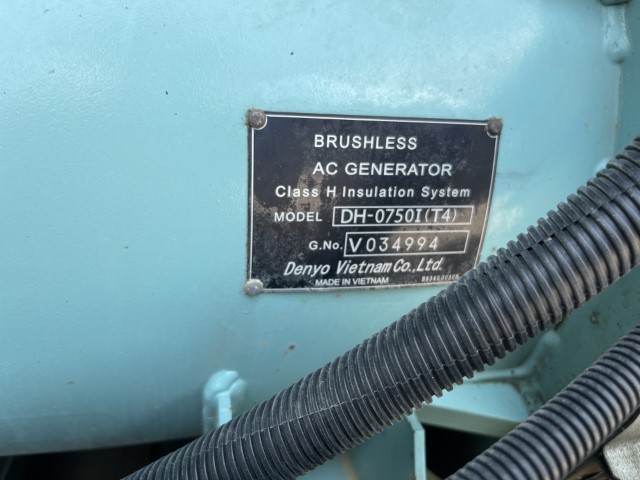 BRUSHLESS
AC GENERATOR
Class H Insulation System
MODEL DH-0750I(T4)
G.No. V034994
Denyo Vietnam Co., Ltd.
MADE IN VIETNAM